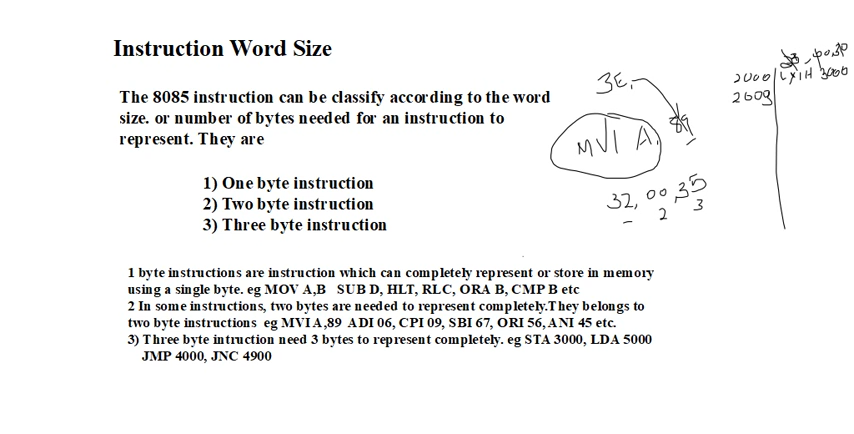 Instruction Word Size
The 8085 instruction can be classify according to the word
size. or number of bytes needed for an instruction to
represent. They are
1) One byte instruction
2) Two byte instruction
3) Three byte instruction
1 byte instructions are instruction which can completely represent or store in memory
using a single byte. eg MOV A,B SUB D, HLT, RLC, ORA B, CMP B etc
2 In some instructions, two bytes are needed to represent completely.They belongs to
two byte instructions eg MVI A,89 ADI 06, CPI 09, SBI 67, ORI 56, ANI 45 etc.
3) Three byte intruction need 3 bytes to represent completely. eg STA 3000, LDA 5000
JMP 4000, JNC 4900
3E,
MVI A, 89
32, 00, 35
2 3
2000 LXI H 3000